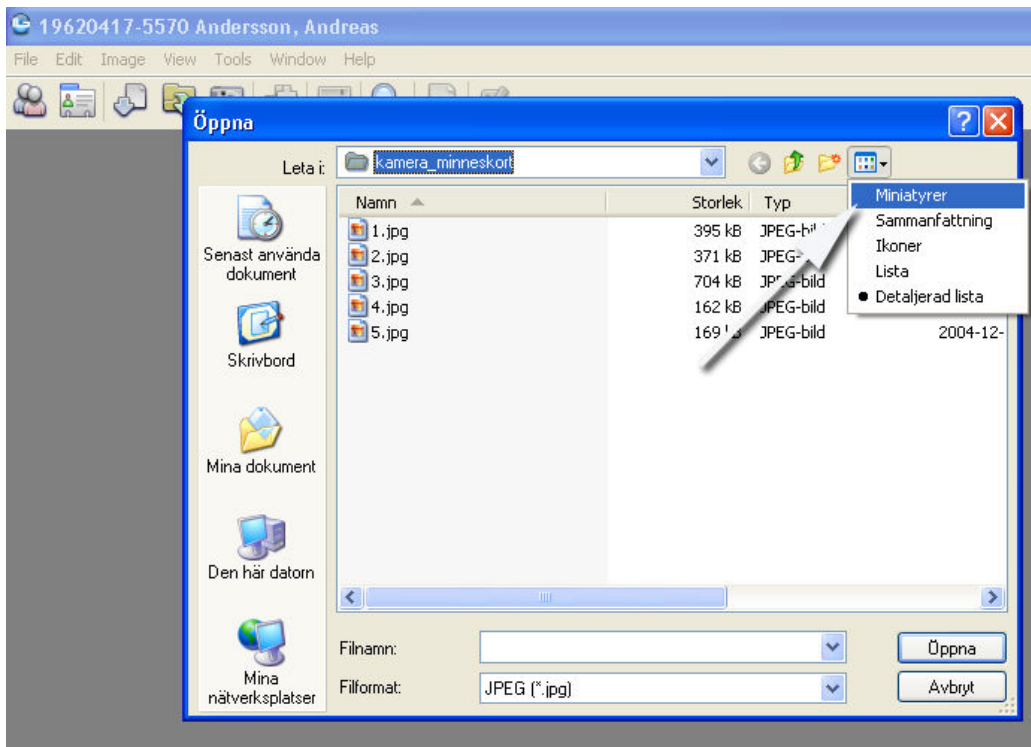 19620417-5570 Andersson, Andreas
File Edit Image View Tools Window Help
Öppna
Leta i: kamera_minneskort
Miniatyrer
Sammanfattning
Ikoner
Lista
Detaljerad lista
Senast använda
dokument
Skrivbord
Mina dokument
Den här datorn
Mina
nätverksplatser
Namn Storlek Typ
1.jpg 395 kB
2.jpg 371 kB
3.jpg 704 kB JPEG-bild
4.jpg 162 kB JPEG-bild
5.jpg 169 JPEG-bild 2004-12-
Filnamn: Öppna
Filformat: JPEG (*.jpg) Avbryt